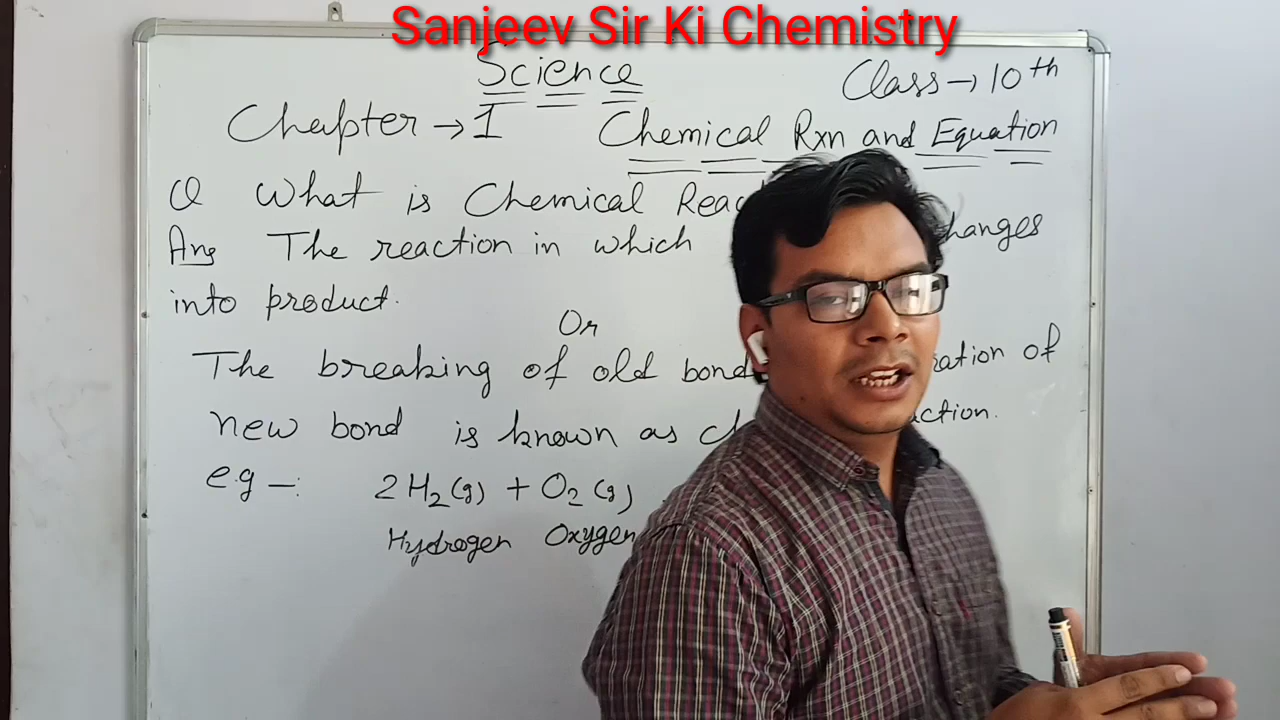 Sanjeev Sir Ki Chemistry
Science
Class → 10th
Chapter → 1 Chemical Rxn and Equation
Q What is Chemical
Ans The reaction in which changes
into product.
Or
The breaking of old bond of
new bond is known as
e.g -: 2H₂(g) + O₂(g)
Hydrogen Oxygen